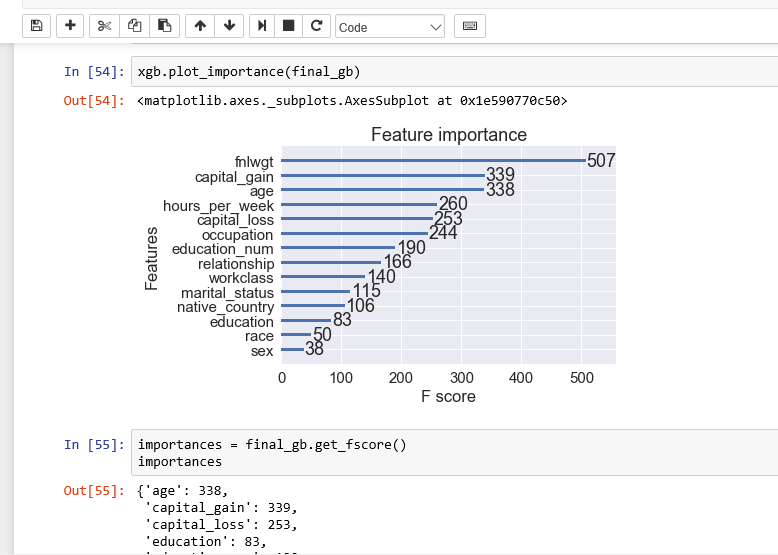 Code
In [54]: xgb.plot_importance(final_gb)
Out[54]: <matplotlib.axes._subplots.AxesSubplot at 0x1e590770c50>
Feature importance
fnlwgt 507
capital_gain 339
age 338
hours_per_week 260
capital_loss 253
occupation 244
education_num 190
relationship 166
workclass 140
marital_status 115
native_country 106
education 83
race 50
sex 38
Features
0 100 200 300 400 500
F score
In [55]: importances = final_gb.get_fscore()
importances
Out[55]: {'age': 338,
'capital_gain': 339,
'capital_loss': 253,
'education': 83,